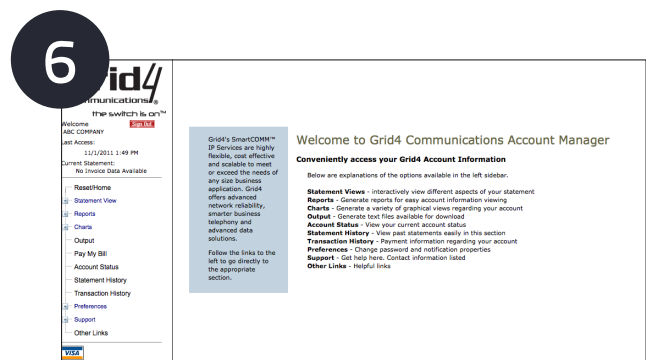 6
rid4
mmunications®
the switch is on™
Welcome
Sign Out
ABC COMPANY
Last Access:
11/1/2011 1:49 PM
Current Statement:
No Invoice Data Available
Reset/Home
Statement View
Reports
Charts
Output
Pay My Bill
Account Status
Statement History
Transaction History
Preferences
Support
Other Links
VISA
Grid4's SmartCOMM™
IP Services are highly
flexible, cost effective
and scalable to meet
or exceed the needs of
any size business
application. Grid4
offers advanced
network reliability,
smarter business
telephony and
advanced data
solutions.
Follow the links to the
left to go directly to
the appropriate
section.
Welcome to Grid4 Communications Account Manager
Conveniently access your Grid4 Account Information
Below are explanations of the options available in the left sidebar.
Statement Views - interactively view different aspects of your statement
Reports - Generate reports for easy account information viewing
Charts - Generate a variety of graphical views regarding your account
Output - Generate text files available for download
Account Status - View your current account status
Statement History - View past statements easily in this section
Transaction History - Payment information regarding your account
Preferences - Change password and notification properties
Support - Get help here. Contact information listed
Other Links - Helpful links